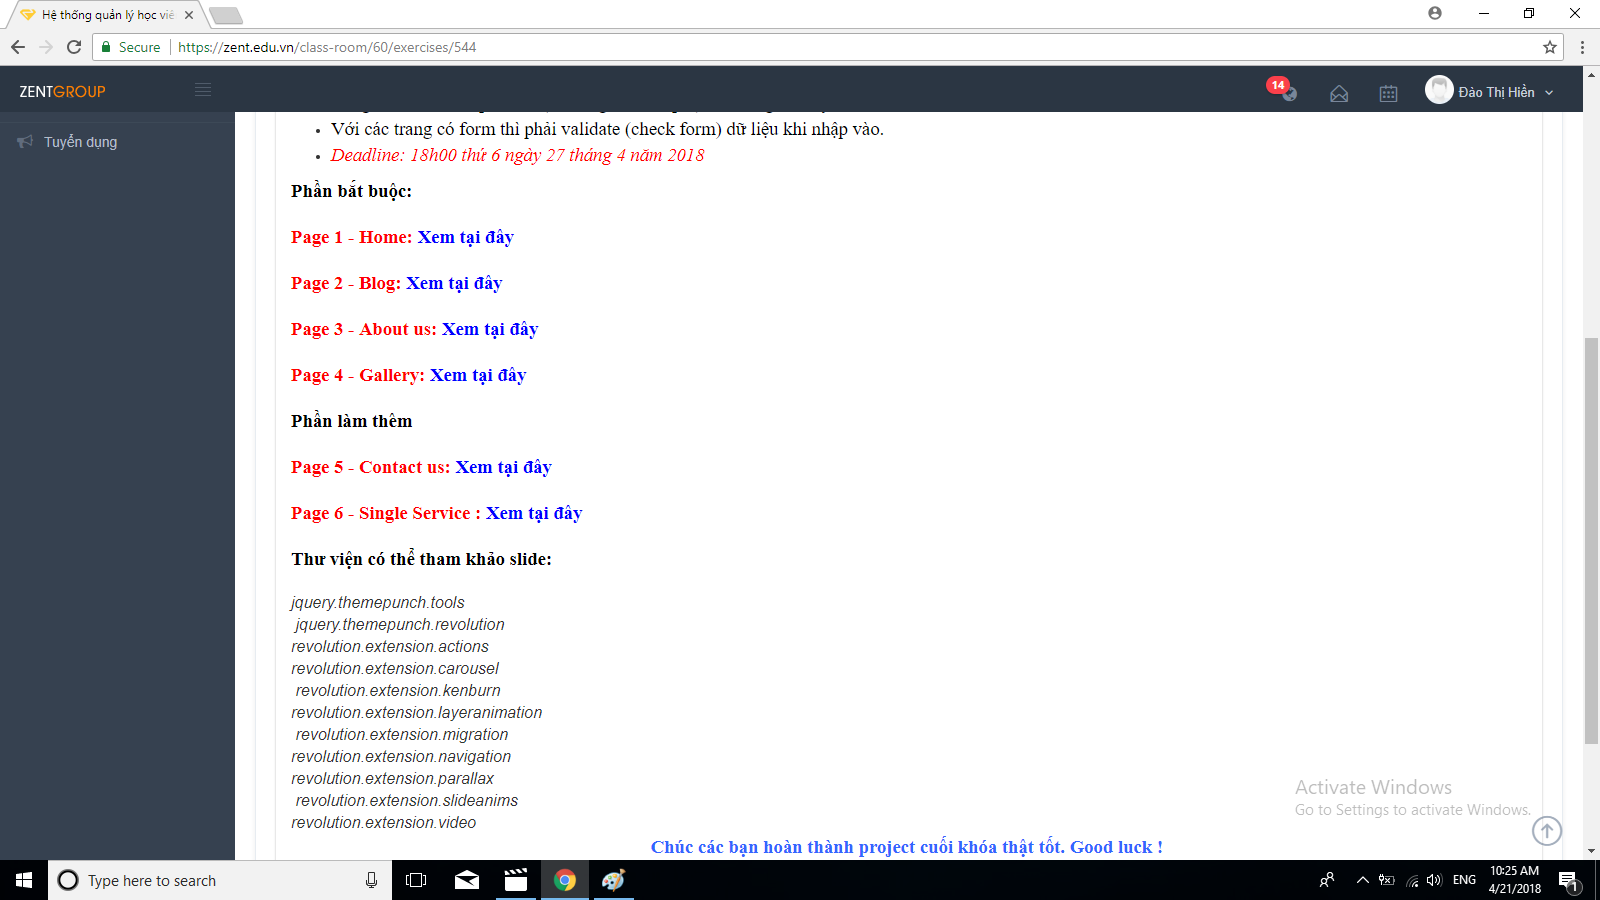 Hệ thống quản lý học viê
Secure
https://zent.edu.vn/class-room/60/exercises/544
ZENTGROUP
14
Đào Thị Hiền
Tuyển dụng
Với các trang có form thì phải validate (check form) dữ liệu khi nhập vào.
Deadline: 18h00 thứ 6 ngày 27 tháng 4 năm 2018
Phần bắt buộc:
Page 1 - Home: Xem tại đây
Page 2 - Blog: Xem tại đây
Page 3 - About us: Xem tại đây
Page 4 - Gallery: Xem tại đây
Phần làm thêm
Page 5 - Contact us: Xem tại đây
Page 6 - Single Service : Xem tại đây
Thư viện có thể tham khảo slide:
jquery.themepunch.tools
jquery.themepunch.revolution
revolution.extension.actions
revolution.extension.carousel
revolution.extension.kenburn
revolution.extension.layeranimation
revolution.extension.migration
revolution.extension.navigation
revolution.extension.parallax
revolution.extension.slideanims
revolution.extension.video
Chúc các bạn hoàn thành project cuối khóa thật tốt. Good luck !
Activate Windows
Go to Settings to activate Windows.
Type here to search
ENG
10:25 AM
4/21/2018
1